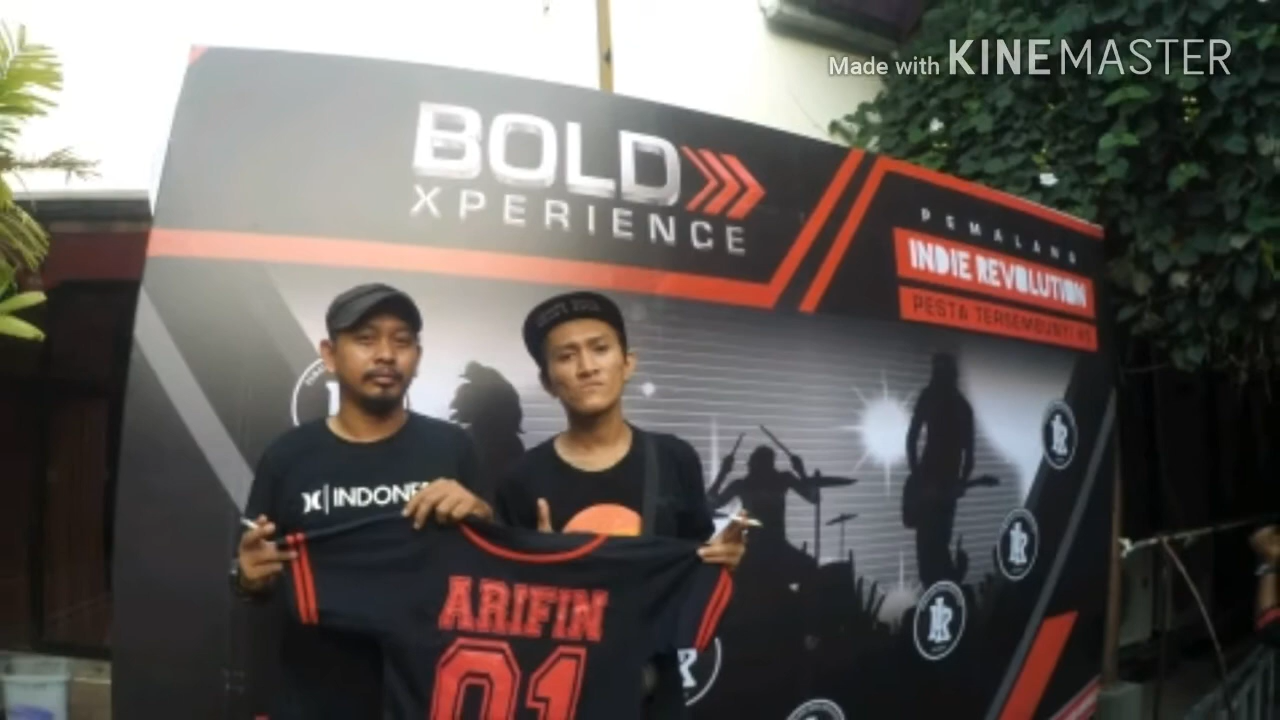 Made with KINEMASTER
BOLD
XPERIENCE
PEMALANG
INDIE REVOLUTION
PESTA TERSEMBUNYI
INDONE
ARIFIN
01